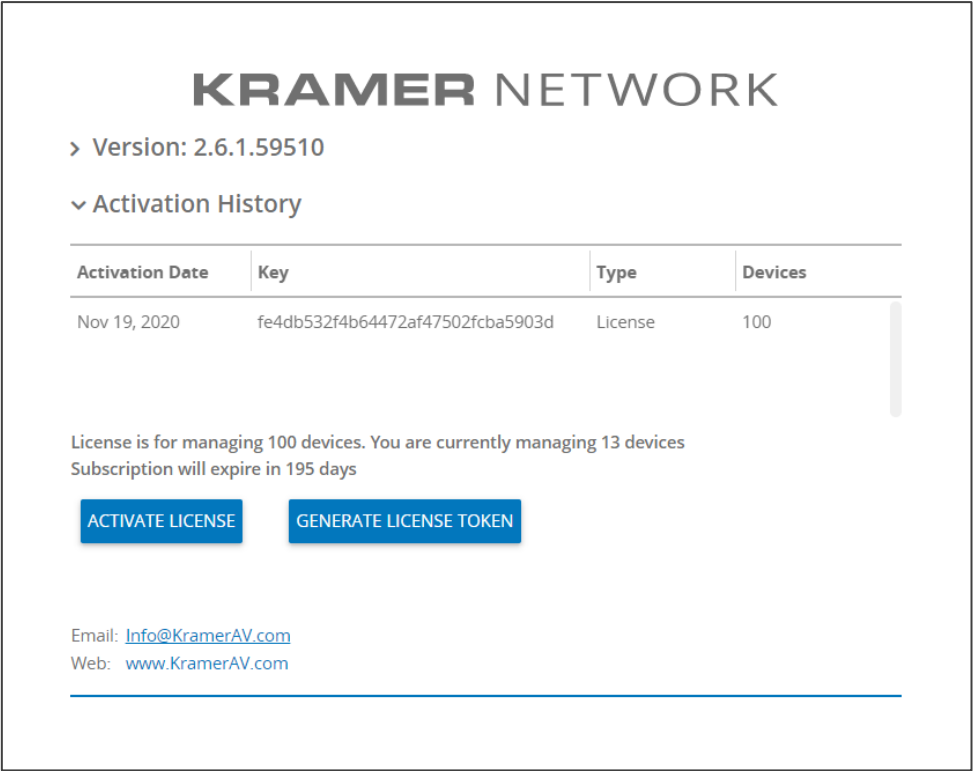 KRAMER NETWORK
Version: 2.6.1.59510
Activation History
Activation Date Key Type Devices
Nov 19, 2020 fe4db532f4b64472af47502fcba5903d License 100
License is for managing 100 devices. You are currently managing 13 devices
Subscription will expire in 195 days
ACTIVATE LICENSE GENERATE LICENSE TOKEN
Email: Info@KramerAV.com
Web: www.KramerAV.com